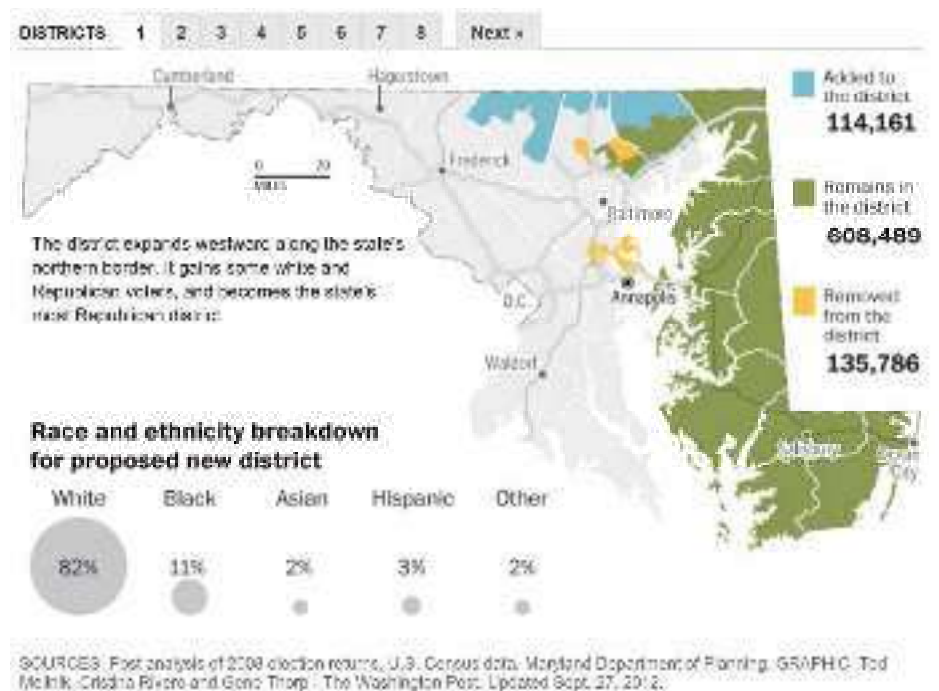 DISTRICTS 1 2 3 4 5 6 7 8 Next »
Cumberland
Hagerstown
Added to
the district
114,161
Frederick
0 20
MILES
Remains in
the district
608,489
Baltimore
The district expands westward along the state's
northern border. It gains some white and
Republican voters, and becomes the state's
most Republican district
D.C.
Annapolis
Removed
from the
district
135,786
Waldorf
Race and ethnicity breakdown
for proposed new district
Salisbury
Ocean
City
White Black Asian Hispanic Other
82% 11% 2% 3% 2%
SOURCES: Post analysis of 2008 election returns, U.S. Census data, Maryland Department of Planning. GRAPHIC: Ted
Mellnik, Cristina Rivero and Gene Thorp - The Washington Post. Updated Sept. 27, 2012.